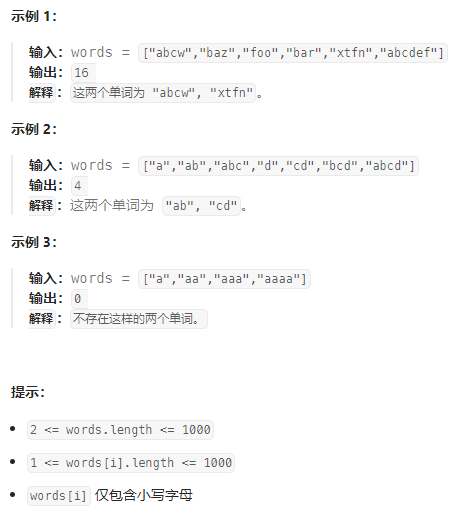 示例 1：
输入：words = ["abcw","baz","foo","bar","xtfn","abcdef"]
输出：16
解释：这两个单词为 "abcw", "xtfn"。
示例 2：
输入：words = ["a","ab","abc","d","cd","bcd","abcd"]
输出：4
解释：这两个单词为 "ab", "cd"。
示例 3：
输入：words = ["a","aa","aaa","aaaa"]
输出：0
解释：不存在这样的两个单词。
提示：
• 2 <= words.length <= 1000
• 1 <= words[i].length <= 1000
• words[i] 仅包含小写字母